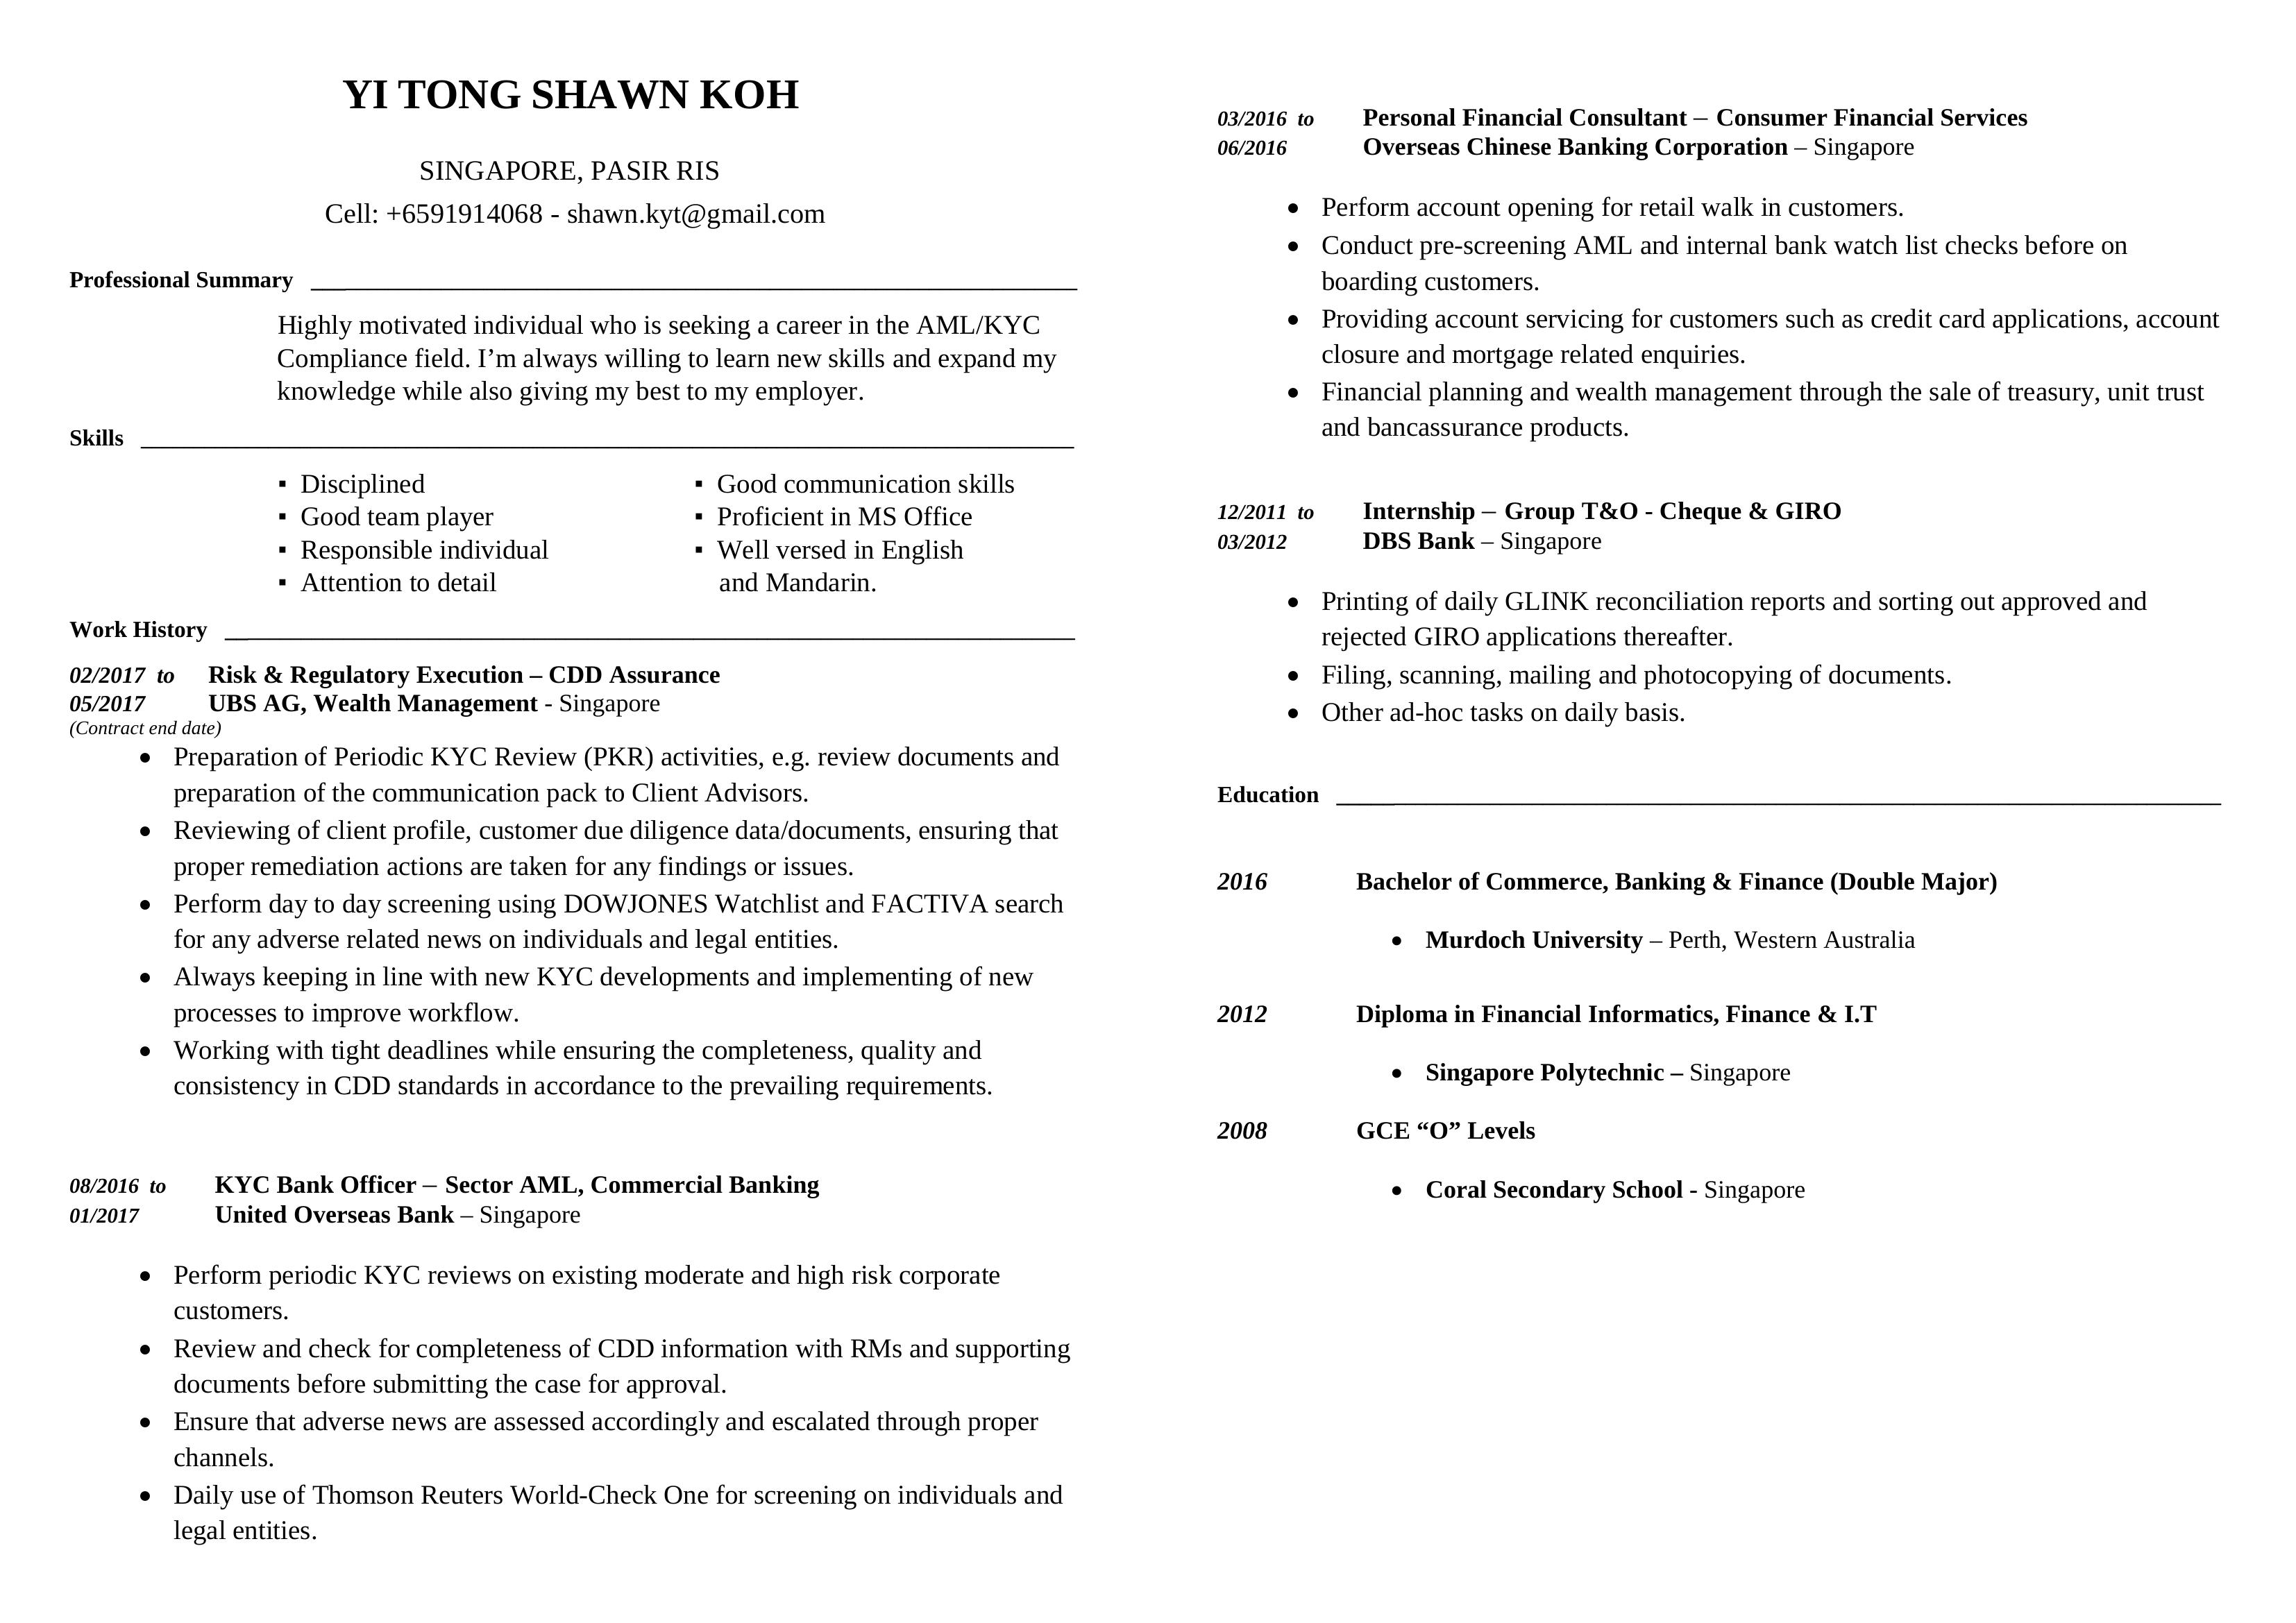 YI TONG SHAWN KOH
SINGAPORE, PASIR RIS
Cell: +6591914068 - shawn.kyt@gmail.com
Professional Summary
Highly motivated individual who is seeking a career in the AML/KYC
Compliance field. I’m always willing to learn new skills and expand my
knowledge while also giving my best to my employer.
Skills
▪ Disciplined
▪ Good team player
▪ Responsible individual
▪ Attention to detail
▪ Good communication skills
▪ Proficient in MS Office
▪ Well versed in English
and Mandarin.
Work History
02/2017 to Risk & Regulatory Execution – CDD Assurance
05/2017 UBS AG, Wealth Management - Singapore
(Contract end date)
• Preparation of Periodic KYC Review (PKR) activities, e.g. review documents and
preparation of the communication pack to Client Advisors.
• Reviewing of client profile, customer due diligence data/documents, ensuring that
proper remediation actions are taken for any findings or issues.
• Perform day to day screening using DOWJONES Watchlist and FACTIVA search
for any adverse related news on individuals and legal entities.
• Always keeping in line with new KYC developments and implementing of new
processes to improve workflow.
• Working with tight deadlines while ensuring the completeness, quality and
consistency in CDD standards in accordance to the prevailing requirements.
08/2016 to KYC Bank Officer – Sector AML, Commercial Banking
01/2017 United Overseas Bank – Singapore
• Perform periodic KYC reviews on existing moderate and high risk corporate
customers.
• Review and check for completeness of CDD information with RMs and supporting
documents before submitting the case for approval.
• Ensure that adverse news are assessed accordingly and escalated through proper
channels.
• Daily use of Thomson Reuters World-Check One for screening on individuals and
legal entities.
03/2016 to Personal Financial Consultant – Consumer Financial Services
06/2016 Overseas Chinese Banking Corporation – Singapore
• Perform account opening for retail walk in customers.
• Conduct pre-screening AML and internal bank watch list checks before on
boarding customers.
• Providing account servicing for customers such as credit card applications, account
closure and mortgage related enquiries.
• Financial planning and wealth management through the sale of treasury, unit trust
and bancassurance products.
12/2011 to Internship – Group T&O - Cheque & GIRO
03/2012 DBS Bank – Singapore
• Printing of daily GLINK reconciliation reports and sorting out approved and
rejected GIRO applications thereafter.
• Filing, scanning, mailing and photocopying of documents.
• Other ad-hoc tasks on daily basis.
Education
2016 Bachelor of Commerce, Banking & Finance (Double Major)
• Murdoch University – Perth, Western Australia
2012 Diploma in Financial Informatics, Finance & I.T
• Singapore Polytechnic – Singapore
2008 GCE “O” Levels
• Coral Secondary School - Singapore